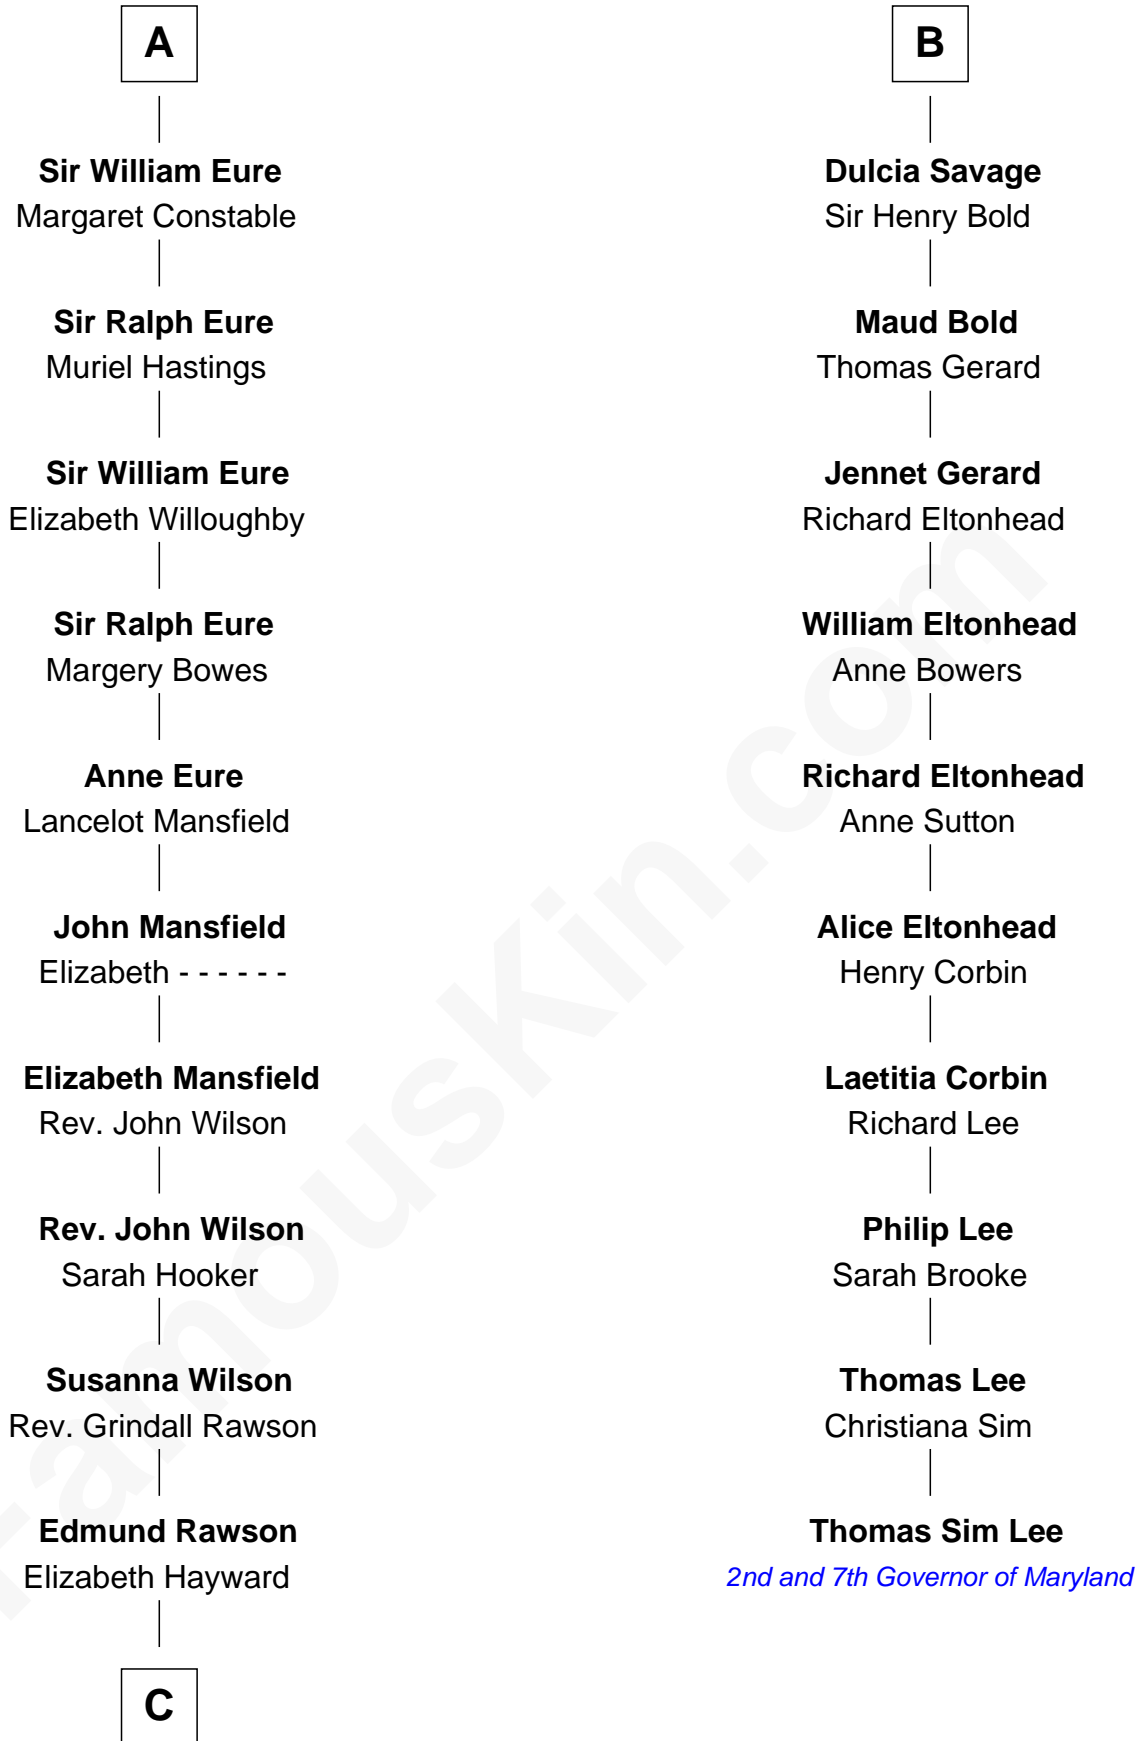 A
Sir William Eure
Margaret Constable
Sir Ralph Eure
Muriel Hastings
Sir William Eure
Elizabeth Willoughby
Sir Ralph Eure
Margery Bowes
Anne Eure
Lancelot Mansfield
John Mansfield
Elizabeth - - - - - -
Elizabeth Mansfield
Rev. John Wilson
Rev. John Wilson
Sarah Hooker
Susanna Wilson
Rev. Grindall Rawson
Edmund Rawson
Elizabeth Hayward
C
B
Dulcia Savage
Sir Henry Bold
Maud Bold
Thomas Gerard
Jennet Gerard
Richard Eltonhead
William Eltonhead
Anne Bowers
Richard Eltonhead
Anne Sutton
Alice Eltonhead
Henry Corbin
Laetitia Corbin
Richard Lee
Philip Lee
Sarah Brooke
Thomas Lee
Christiana Sim
Thomas Sim Lee
2nd and 7th Governor of Maryland
FamousKin.com